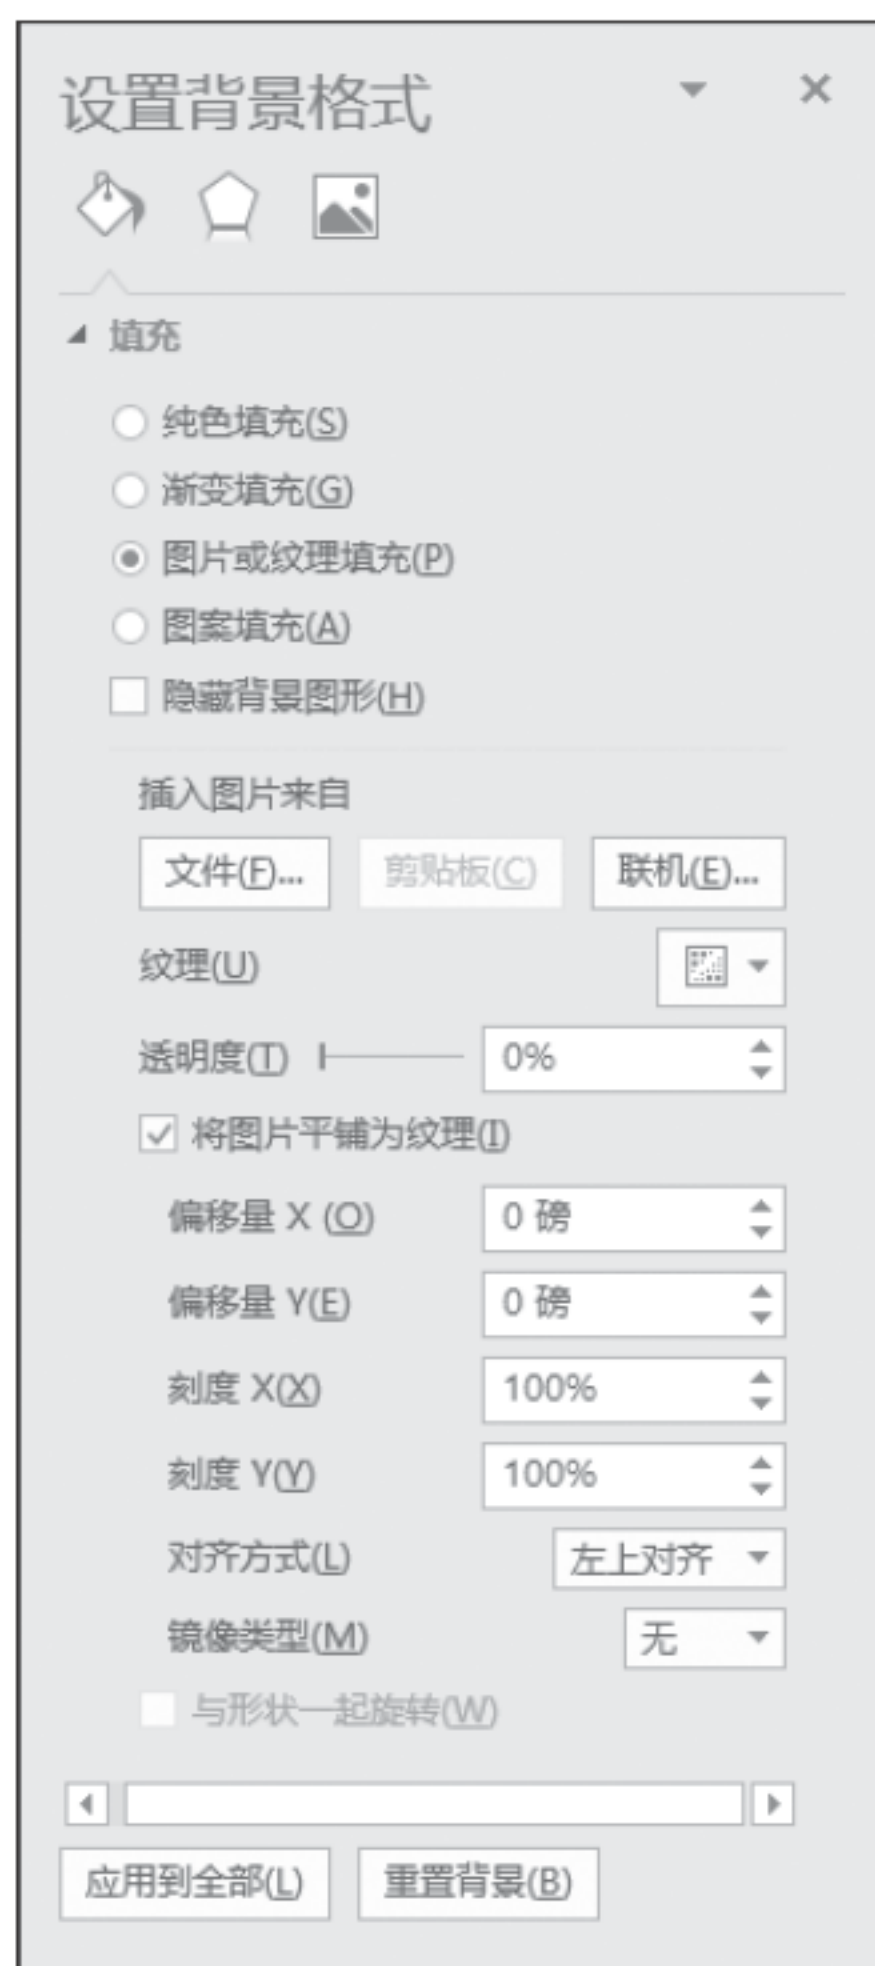 设置背景格式
填充
纯色填充(S)
渐变填充(G)
图片或纹理填充(P)
图案填充(A)
隐藏背景图形(H)
插入图片来自
文件(F)... 剪贴板(C) 联机(E)...
纹理(U)
透明度(T) 0%
将图片平铺为纹理(I)
偏移量 X (O) 0 磅
偏移量 Y(E) 0 磅
刻度 X(X) 100%
刻度 Y(Y) 100%
对齐方式(L) 左上对齐
镜像类型(M) 无
与形状一起旋转(W)
应用到全部(L) 重置背景(B)